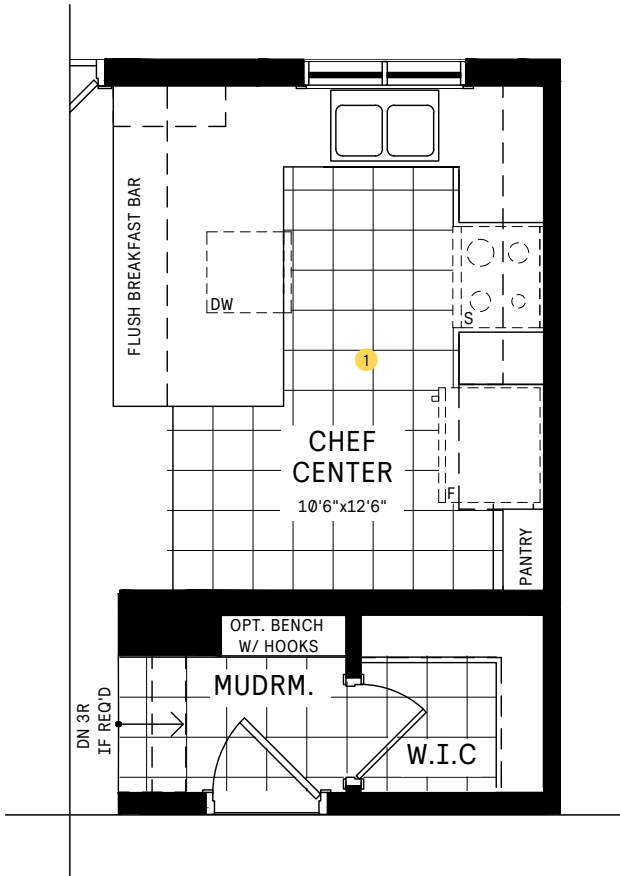 FLUSH BREAKFAST BAR
DW
S
1
CHEF
CENTER
10'6"x12'6"
F
PANTRY
OPT. BENCH
W/ HOOKS
MUDRM.
DN 3R
IF REQ'D
W.I.C